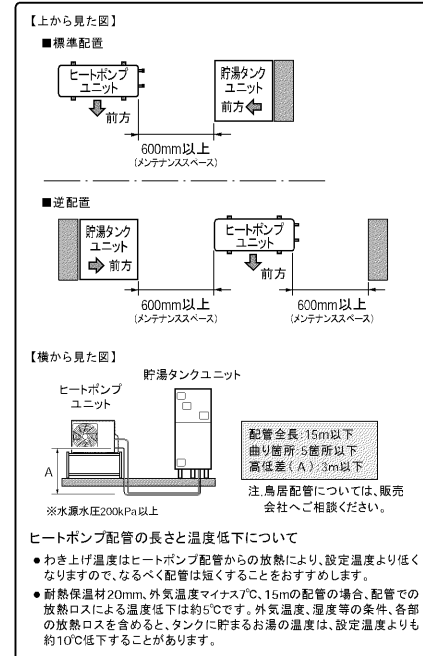 【上から見た図】
■標準配置
ヒートポンプ
ユニット
前方
貯湯タンク
ユニット
前方
600mm以上
(メンテナンススペース)
■逆配置
貯湯タンク
ユニット
前方
ヒートポンプ
ユニット
前方
600mm以上
(メンテナンススペース)
600mm以上
(メンテナンススペース)
【横から見た図】
貯湯タンクユニット
ヒートポンプ
ユニット
A
※水源水圧200kPa以上
配管全長:15m以下
曲り箇所:5箇所以下
高低差(A):3m以下
注.鳥居配管については、販売
会社へご相談ください。
ヒートポンプ配管の長さと温度低下について
●わき上げ温度はヒートポンプ配管からの放熱により、設定温度より低く
なりますので、なるべく配管は短くすることをおすすめします。
●耐熱保温材20mm、外気温度マイナス7℃、15mの配管の場合、配管での
放熱ロスによる温度低下は約5℃です。外気温度、湿度等の条件、各部
の放熱ロスを含めると、タンクに貯まるお湯の温度は、設定温度よりも
約10℃低下することがあります。